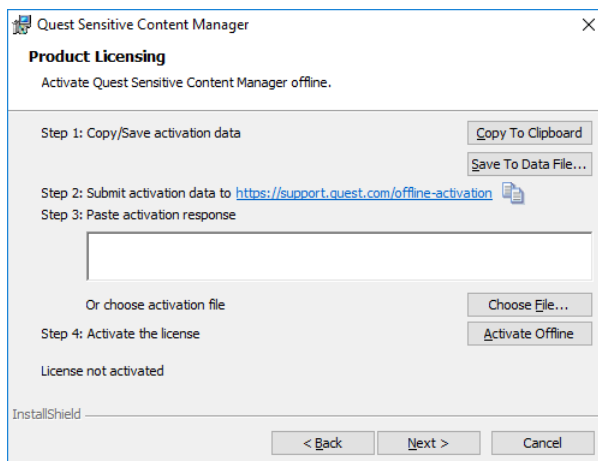 Quest Sensitive Content Manager
Product Licensing
Activate Quest Sensitive Content Manager offline.
Step 1: Copy/Save activation data
Copy To Clipboard
Save To Data File...
Step 2: Submit activation data to https://support.quest.com/offline-activation
Step 3: Paste activation response
Or choose activation file
Choose File...
Step 4: Activate the license
Activate Offline
License not activated
InstallShield
< Back
Next >
Cancel